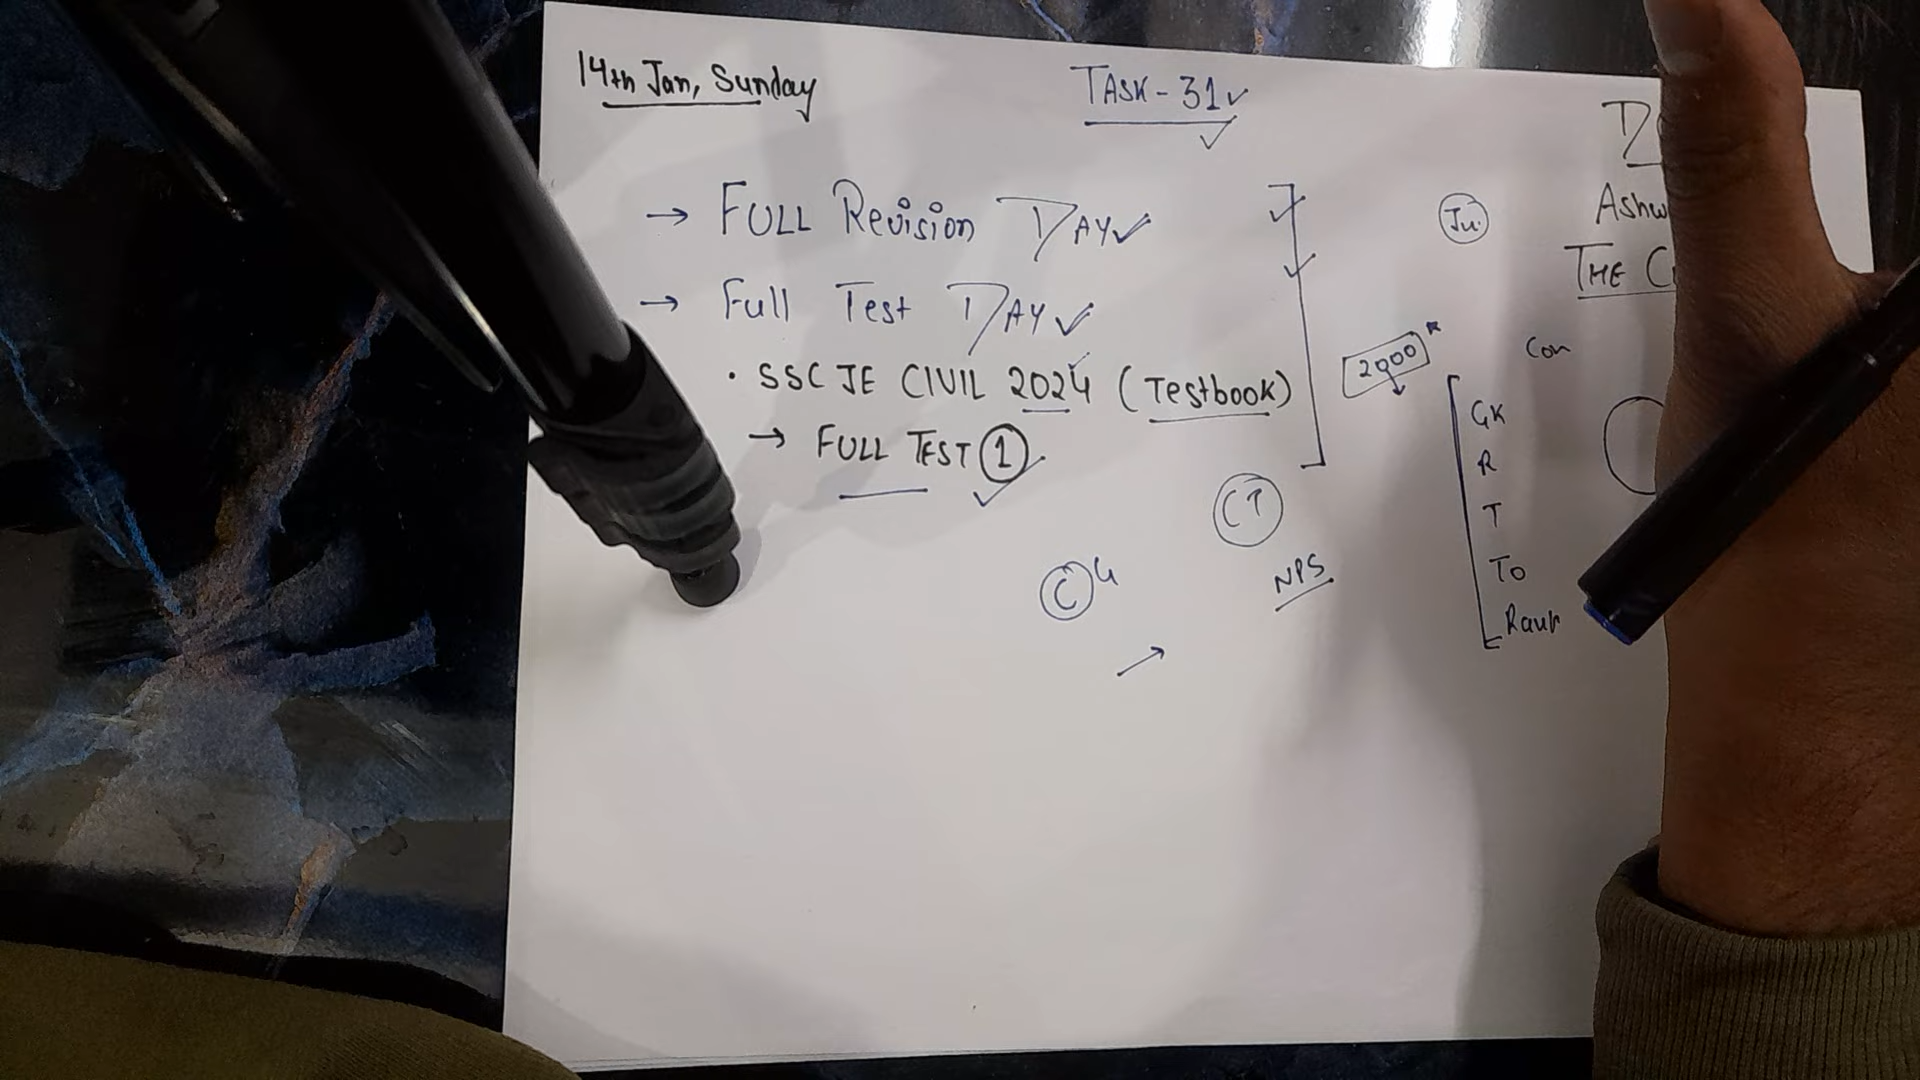 14th Jan, Sunday
TASK - 31
→ FULL Revision DAY
→ Full Test DAY
• SSC JE CIVIL 2024 (Testbook)
→ FULL TEST 1
Ju.
Ashw
THE C
2000
Con
GK
R
T
To
CT
NPS
C